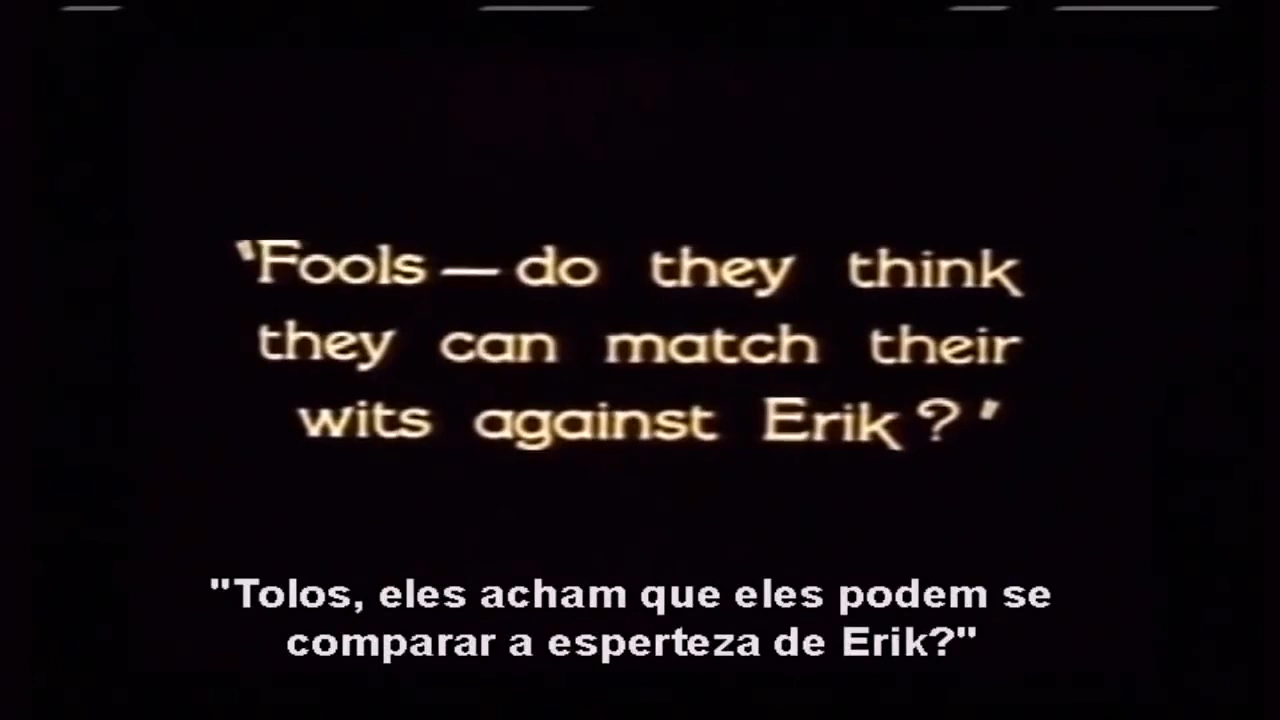 "Fools — do they think
they can match their
wits against Erik?"
"Tolos, eles acham que eles podem se
comparar a esperteza de Erik?"